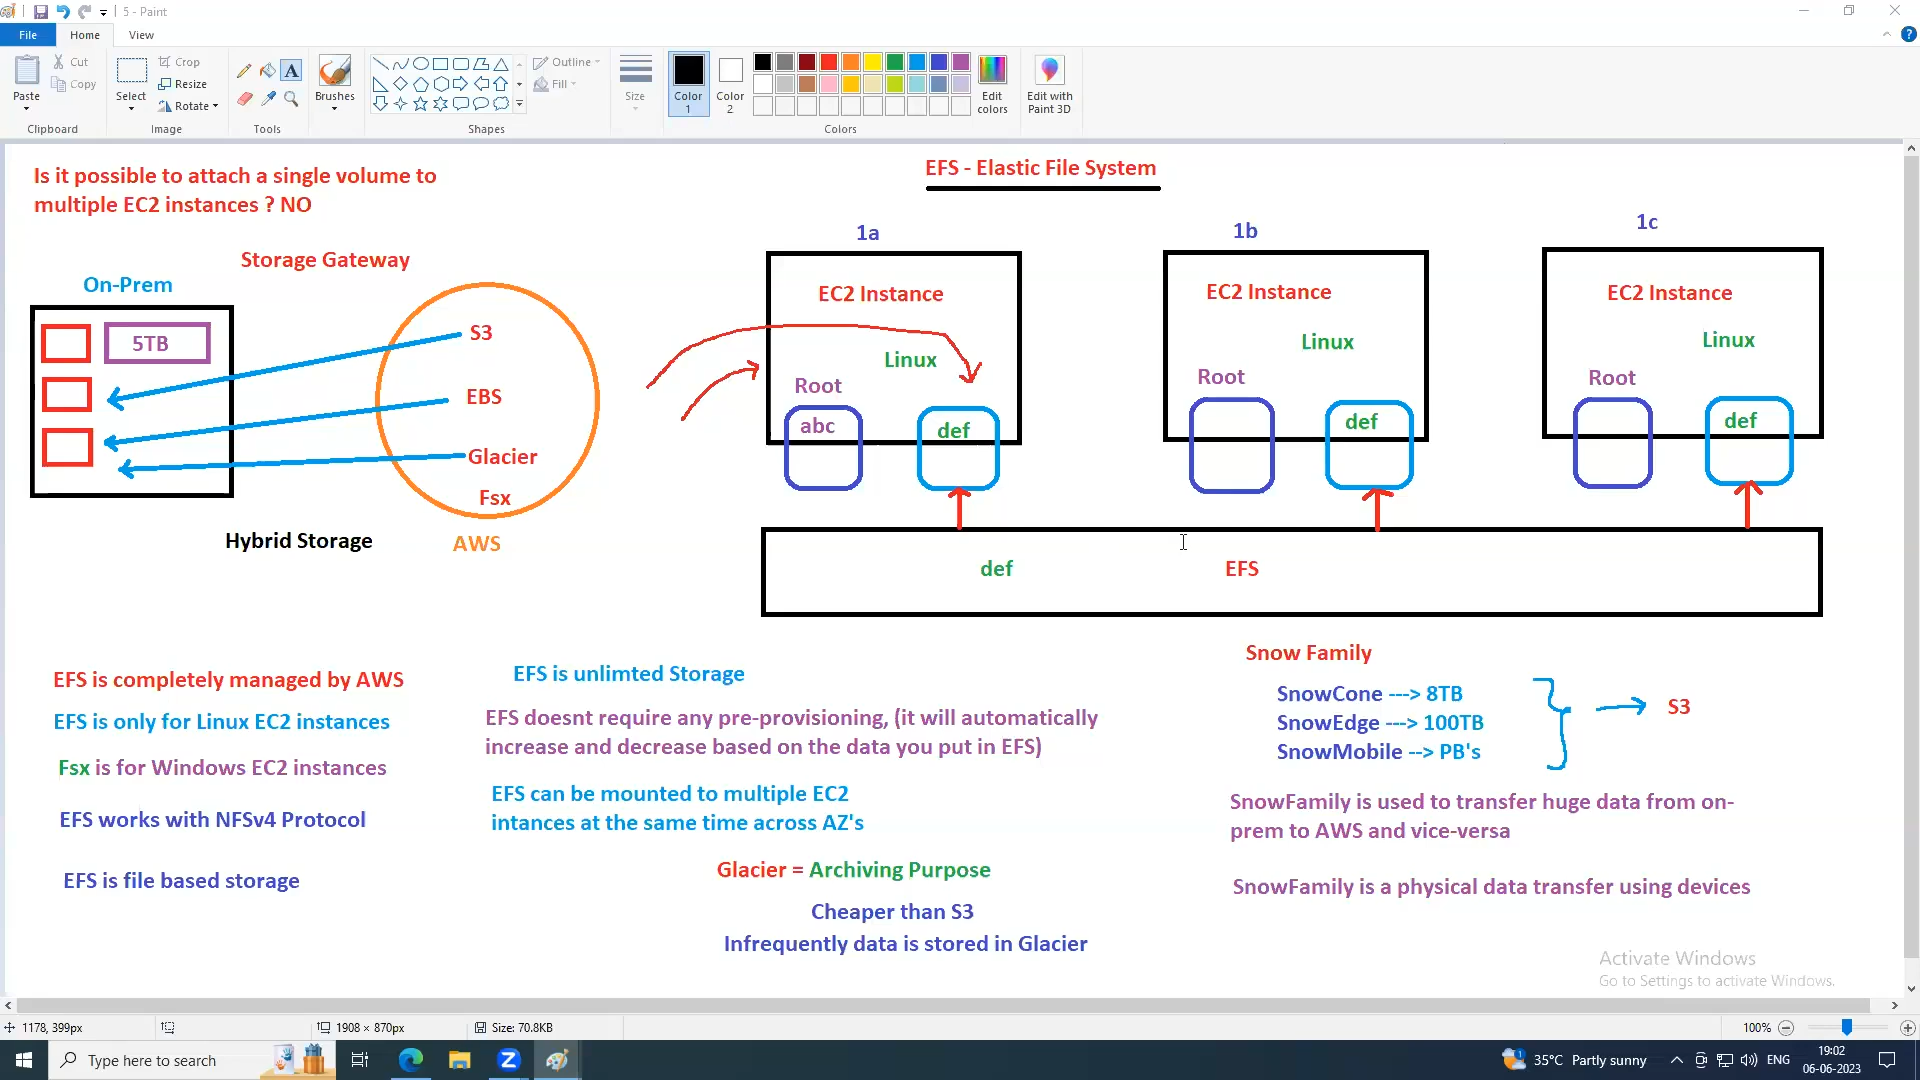 5 - Paint
File
Home
View
Paste
Cut
Copy
Clipboard
Select
Crop
Resize
Rotate
Image
A
Tools
Brushes
Shapes
Outline
Fill
Size
Color
1
Color
2
Edit
colors
Colors
Edit with
Paint 3D
Is it possible to attach a single volume to
multiple EC2 instances ? NO
EFS - Elastic File System
Storage Gateway
On-Prem
5TB
S3
EBS
Glacier
Fsx
Hybrid Storage
AWS
1a
EC2 Instance
Linux
Root
abc
def
1b
EC2 Instance
Linux
Root
def
1c
EC2 Instance
Linux
Root
def
def
EFS
EFS is completely managed by AWS
EFS is only for Linux EC2 instances
Fsx is for Windows EC2 instances
EFS works with NFSv4 Protocol
EFS is file based storage
EFS is unlimted Storage
EFS doesnt require any pre-provisioning, (it will automatically
increase and decrease based on the data you put in EFS)
EFS can be mounted to multiple EC2
intances at the same time across AZ's
Glacier = Archiving Purpose
Cheaper than S3
Infrequently data is stored in Glacier
Snow Family
SnowCone ---> 8TB
SnowEdge ---> 100TB
SnowMobile --> PB's
S3
SnowFamily is used to transfer huge data from on-
prem to AWS and vice-versa
SnowFamily is a physical data transfer using devices
Activate Windows
Go to Settings to activate Windows.
1178, 399px
1908 × 870px
Size: 70.8KB
100%
Type here to search
35°C Partly sunny
ENG
19:02
06-06-2023